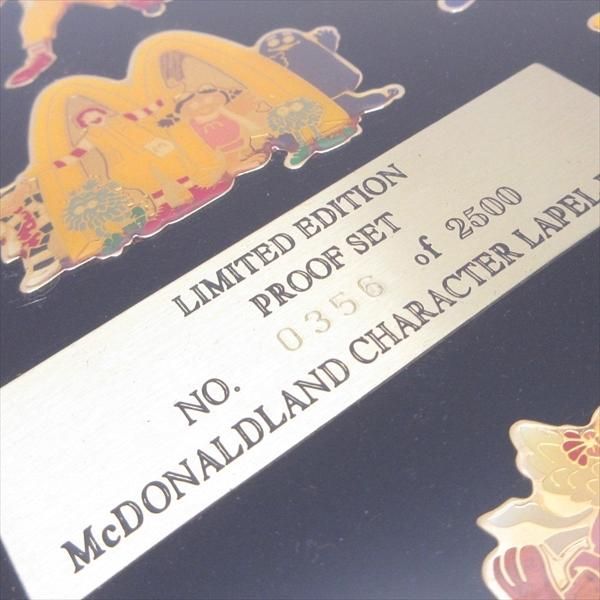 LIMITED EDITION
PROOF SET
NO. 0356 of 2500
McDONALDLAND CHARACTER LAPEL